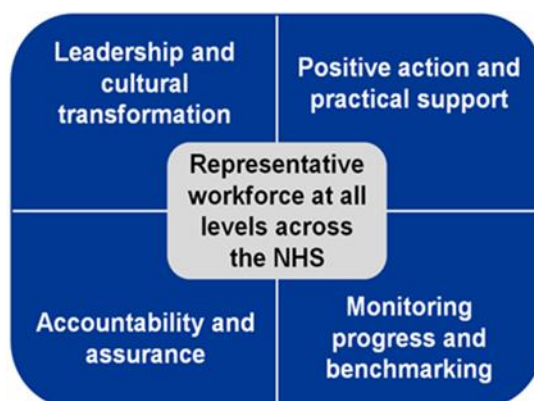 Leadership and
cultural
transformation
Positive action and
practical support
Representative
workforce at all
levels across
the NHS
Accountability and
assurance
Monitoring
progress and
benchmarking